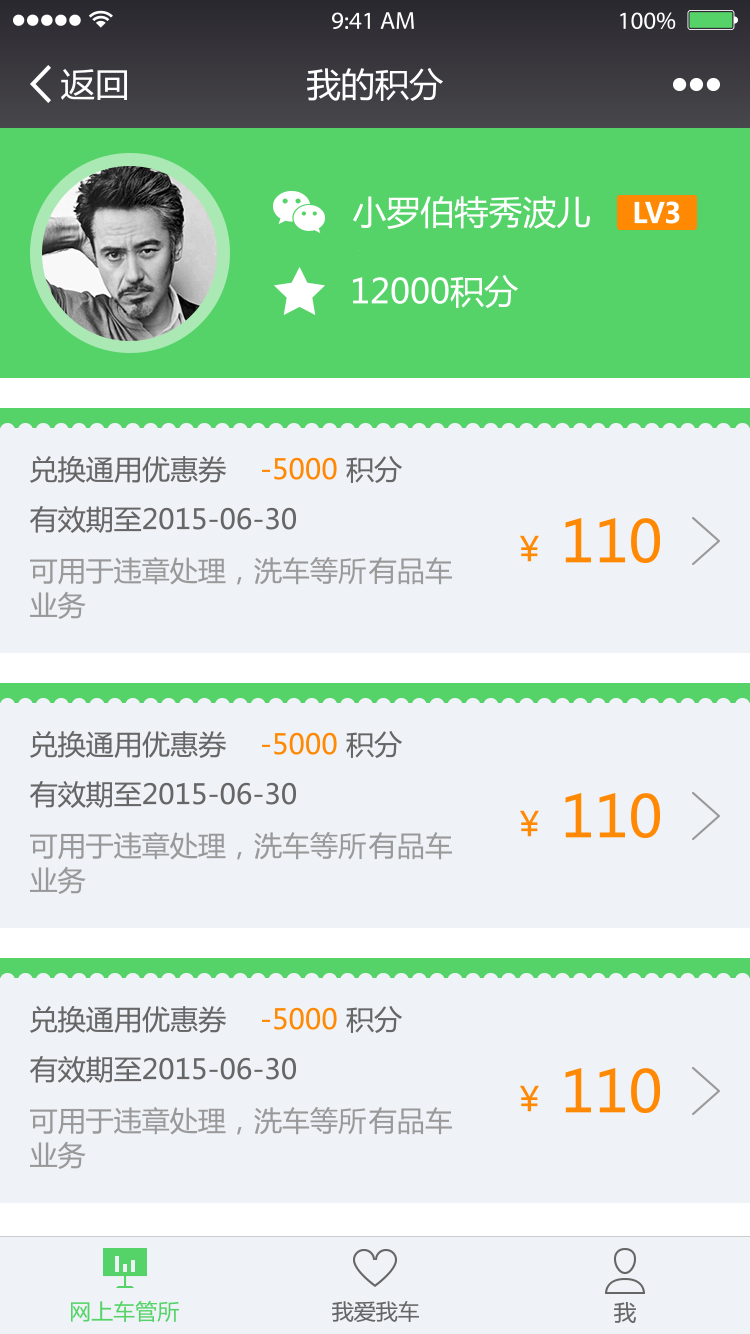 9:41 AM 100%
返回 我的积分
小罗伯特秀波儿 LV3
12000积分
兑换通用优惠券 -5000 积分
有效期至2015-06-30
¥ 110
可用于违章处理，洗车等所有品车
业务
兑换通用优惠券 -5000 积分
有效期至2015-06-30
¥ 110
可用于违章处理，洗车等所有品车
业务
兑换通用优惠券 -5000 积分
有效期至2015-06-30
¥ 110
可用于违章处理，洗车等所有品车
业务
网上车管所 我爱我车 我